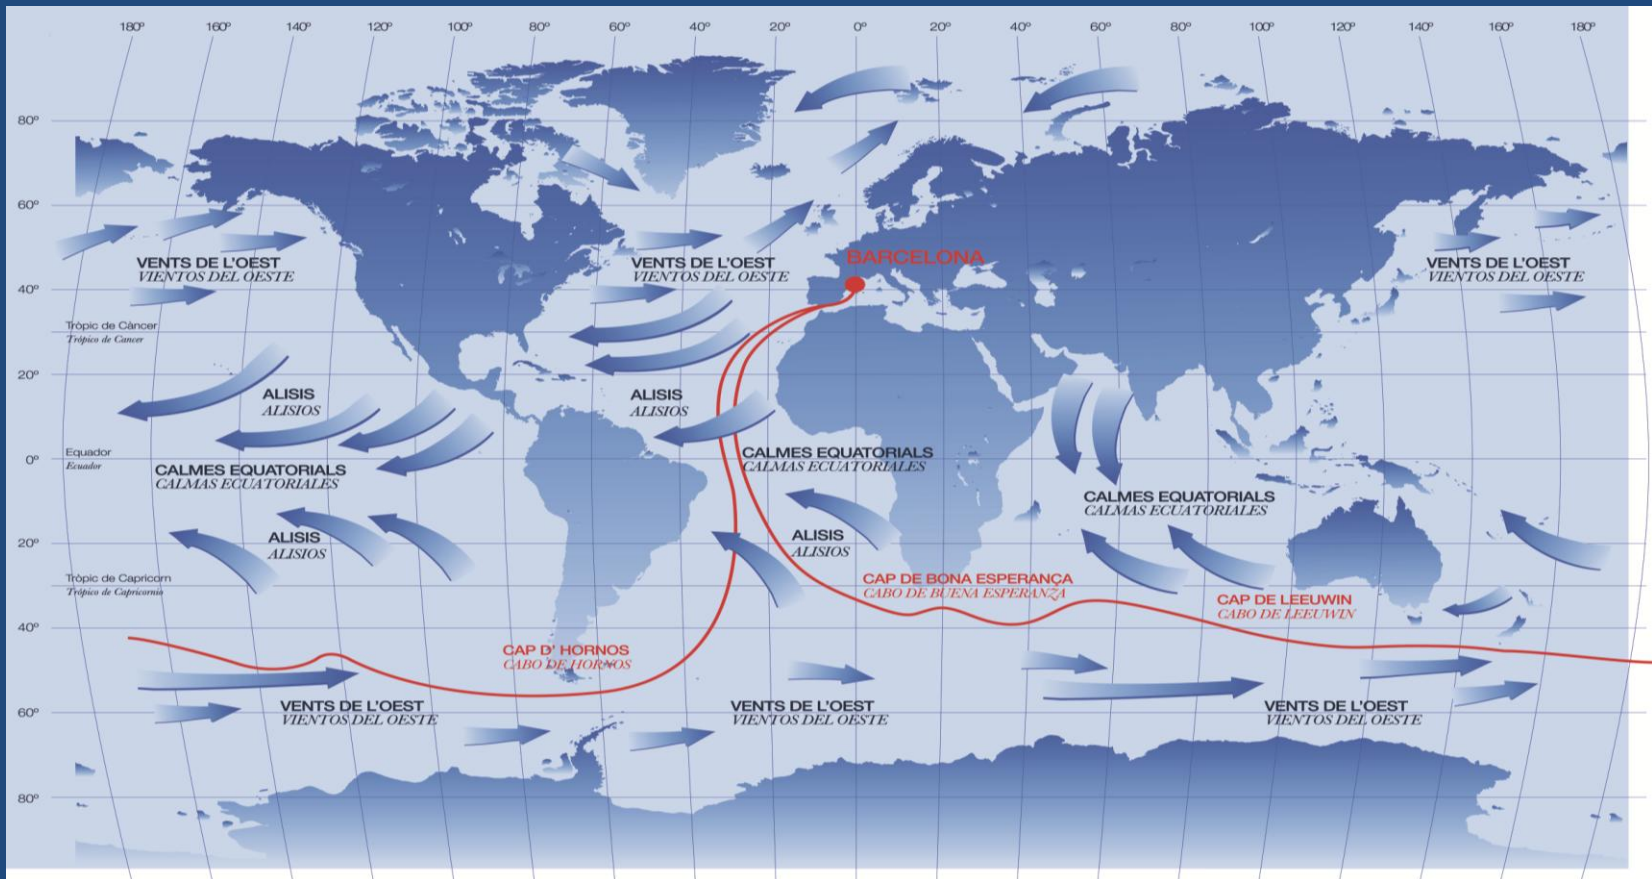 180º 160º 140º 120º 100º 80º 60º 40º 20º 0º 20º 40º 60º 80º 100º 120º 140º 160º 180º
80º
60º
VENTS DE L'OEST
VIENTOS DEL OESTE
VENTS DE L'OEST
VIENTOS DEL OESTE
BARCELONA
VENTS DE L'OEST
VIENTOS DEL OESTE
40º
Tròpic de Càncer
Trópico de Cancer
20º
ALISIS
ALISIOS
ALISIS
ALISIOS
Equador
Ecuador
0º
CALMES EQUATORIALS
CALMAS ECUATORIALES
CALMES EQUATORIALS
CALMAS ECUATORIALES
CALMES EQUATORIALS
CALMAS ECUATORIALES
20º
ALISIS
ALISIOS
ALISIS
ALISIOS
Tròpic de Capricorn
Trópico de Capricornio
CAP DE BONA ESPERANÇA
CABO DE BUENA ESPERANZA
CAP DE LEEUWIN
CABO DE LEEUWIN
40º
CAP D' HORNOS
CABO DE HORNOS
60º
VENTS DE L'OEST
VIENTOS DEL OESTE
VENTS DE L'OEST
VIENTOS DEL OESTE
VENTS DE L'OEST
VIENTOS DEL OESTE
80º